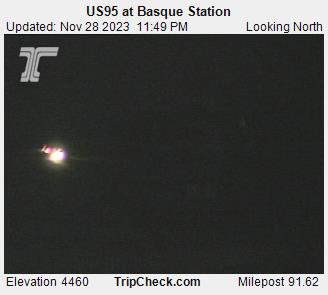 US95 at Basque Station
Updated: Nov 28 2023 11:49 PM Looking North
Elevation 4460 TripCheck.com Milepost 91.62